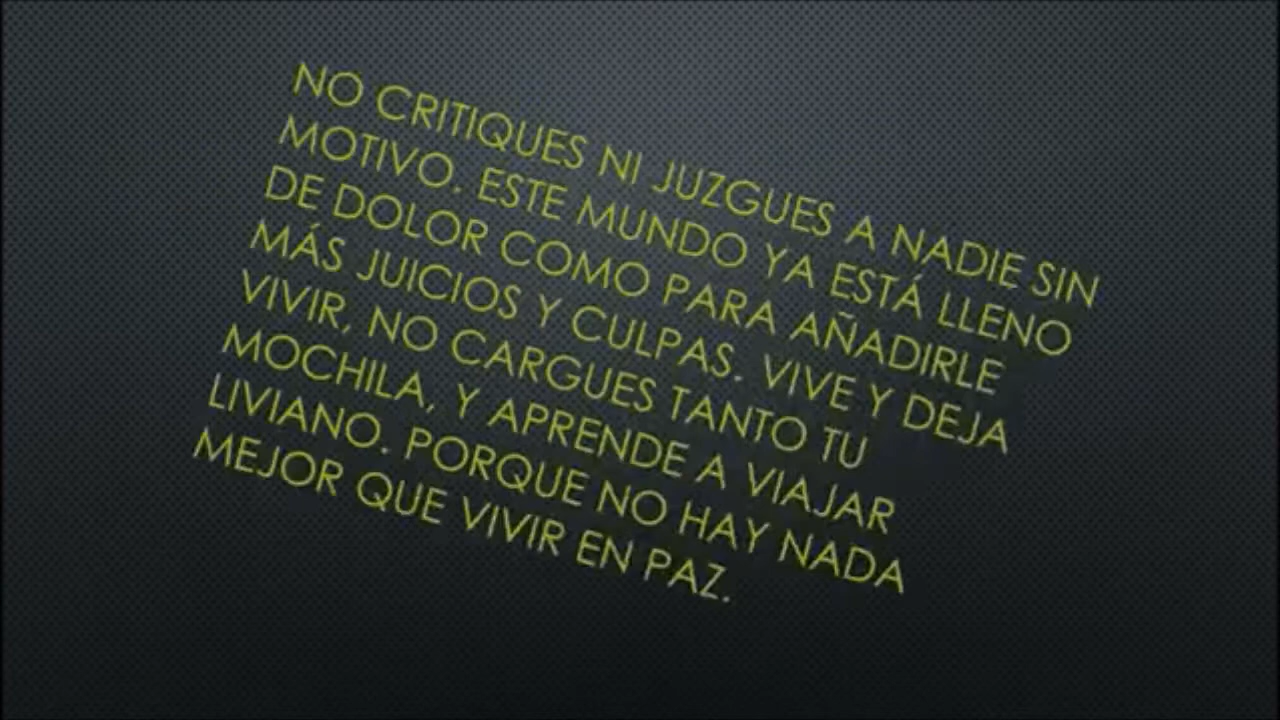 NO CRITIQUES NI JUZGUES A NADIE SIN
MOTIVO. ESTE MUNDO YA ESTÁ LLENO
DE DOLOR COMO PARA AÑADIRLE
MÁS JUICIOS Y CULPAS. VIVE Y DEJA
VIVIR, NO CARGUES TANTO TU
MOCHILA, Y APRENDE A VIAJAR
LIVIANO. PORQUE NO HAY NADA
MEJOR QUE VIVIR EN PAZ.